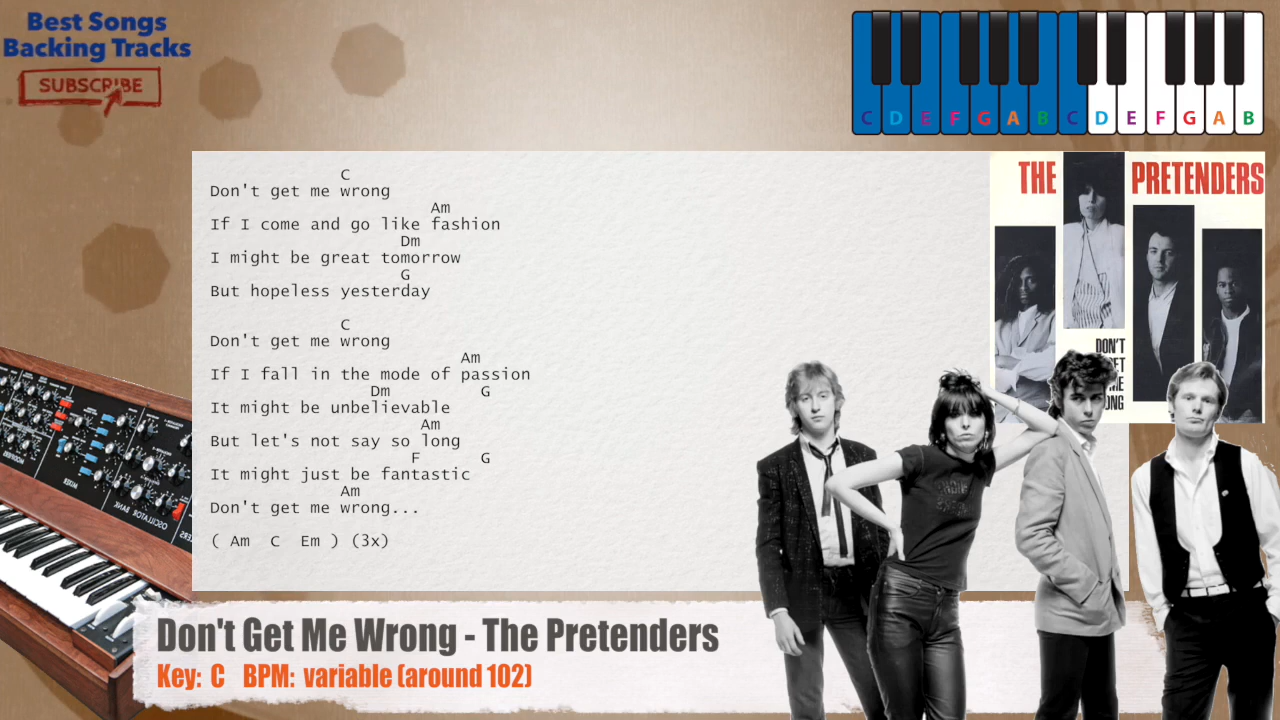 Best Songs
Backing Tracks
SUBSCRIBE
C D E F G A B C D E F G A B
THE PRETENDERS
DON'T
C
Don't get me wrong
Am
If I come and go like fashion
Dm
I might be great tomorrow
G
But hopeless yesterday
C
Don't get me wrong
Am
If I fall in the mode of passion
Dm G
It might be unbelievable
Am
But let's not say so long
F G
It might just be fantastic
Am
Don't get me wrong...
( Am C Em ) (3x)
Don't Get Me Wrong - The Pretenders
Key: C BPM: variable (around 102)
MIXER
OSCILLATOR BANK